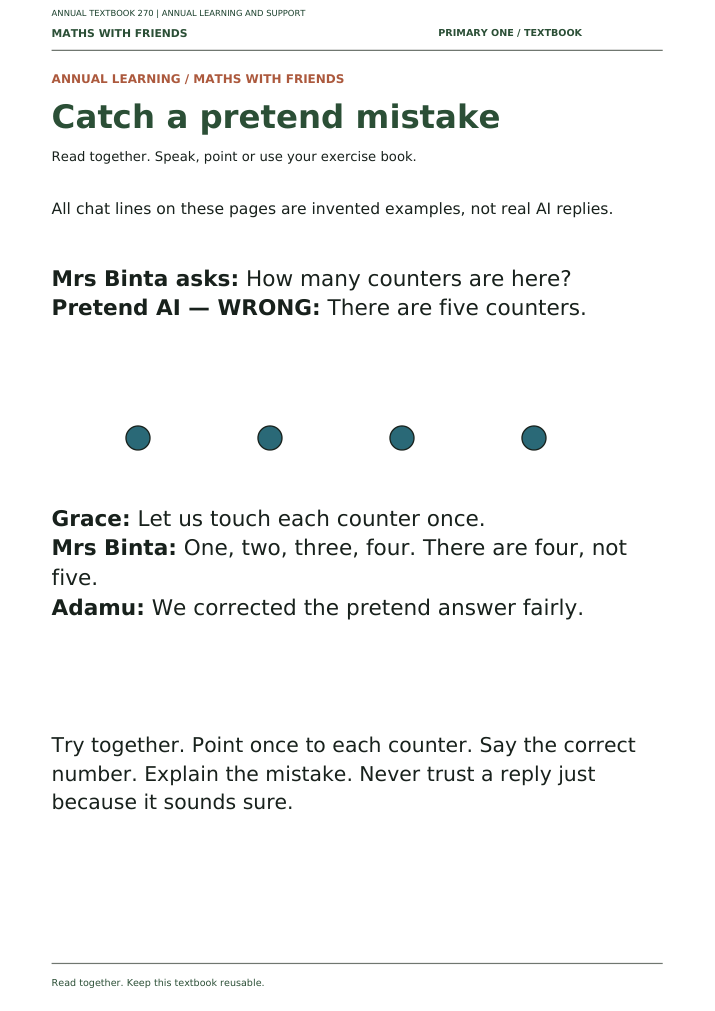 ANNUAL TEXTBOOK 270 | ANNUAL LEARNING AND SUPPORT
MATHS WITH FRIENDS
PRIMARY ONE / TEXTBOOK
ANNUAL LEARNING / MATHS WITH FRIENDS
Catch a pretend mistake
Read together. Speak, point or use your exercise book.
All chat lines on these pages are invented examples, not real AI replies.
Mrs Binta asks: How many counters are here?
Pretend AI — WRONG: There are five counters.
Grace: Let us touch each counter once.
Mrs Binta: One, two, three, four. There are four, not
five.
Adamu: We corrected the pretend answer fairly.
Try together. Point once to each counter. Say the correct
number. Explain the mistake. Never trust a reply just
because it sounds sure.
Read together. Keep this textbook reusable.